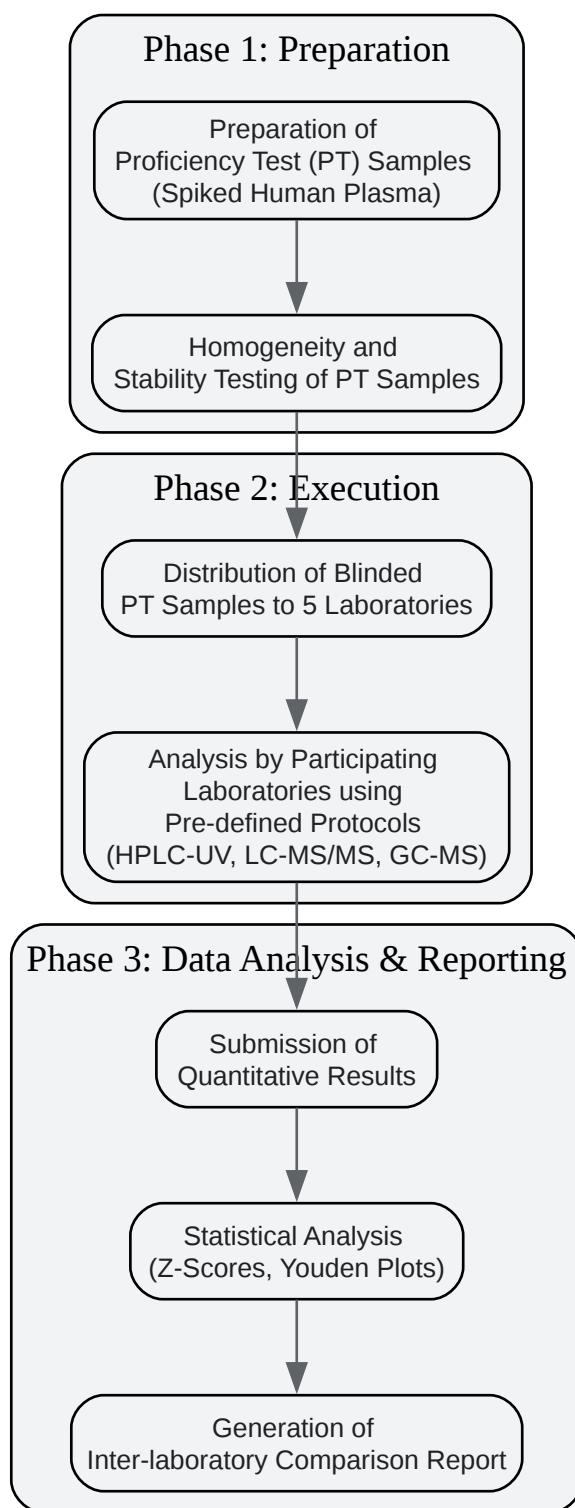 Phase 1: Preparation
Preparation of
Proficiency Test (PT) Samples
(Spiked Human Plasma)
Homogeneity and
Stability Testing of PT Samples
Phase 2: Execution
Distribution of Blinded
PT Samples to 5 Laboratories
Analysis by Participating
Laboratories using
Pre-defined Protocols
(HPLC-UV, LC-MS/MS, GC-MS)
Phase 3: Data Analysis & Reporting
Submission of
Quantitative Results
Statistical Analysis
(Z-Scores, Youden Plots)
Generation of
Inter-laboratory Comparison Report